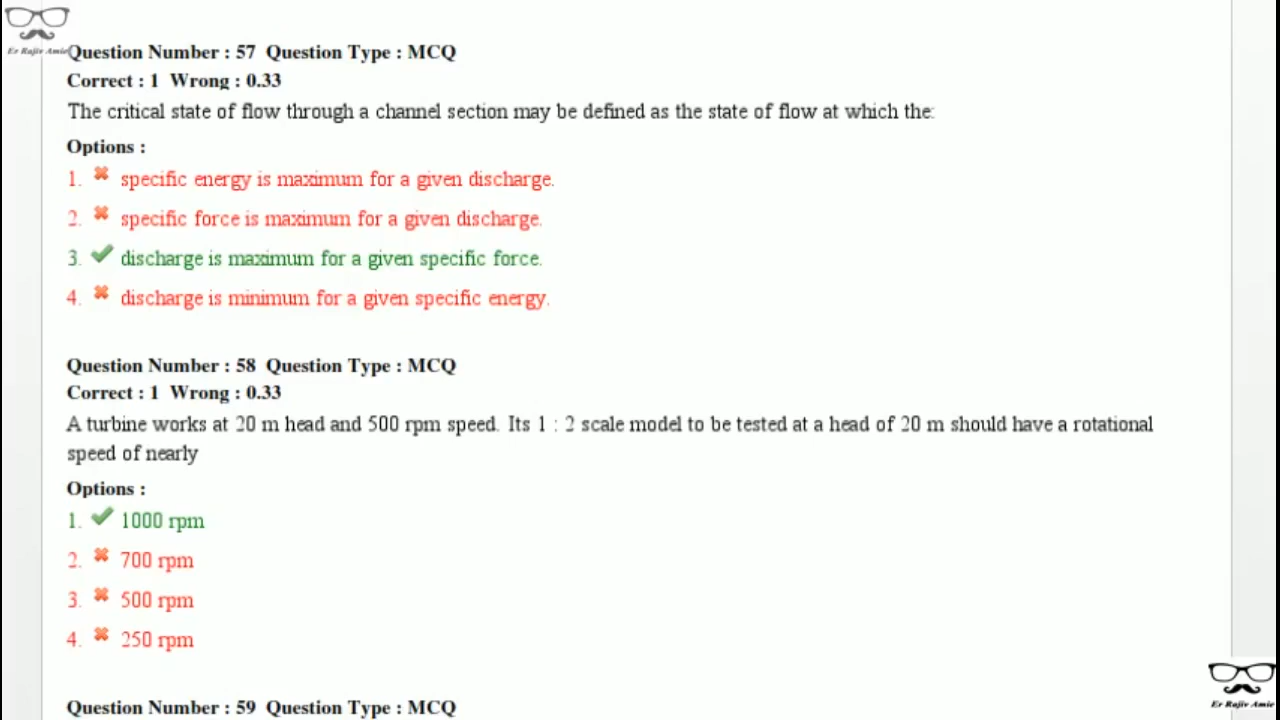 Er Rajiv Amie
Question Number : 57 Question Type : MCQ
Correct : 1 Wrong : 0.33
The critical state of flow through a channel section may be defined as the state of flow at which the:
Options :
1. specific energy is maximum for a given discharge.
2. specific force is maximum for a given discharge.
3. discharge is maximum for a given specific force.
4. discharge is minimum for a given specific energy.
Question Number : 58 Question Type : MCQ
Correct : 1 Wrong : 0.33
A turbine works at 20 m head and 500 rpm speed. Its 1 : 2 scale model to be tested at a head of 20 m should have a rotational
speed of nearly
Options :
1. 1000 rpm
2. 700 rpm
3. 500 rpm
4. 250 rpm
Er Rajiv Amie
Question Number : 59 Question Type : MCQ